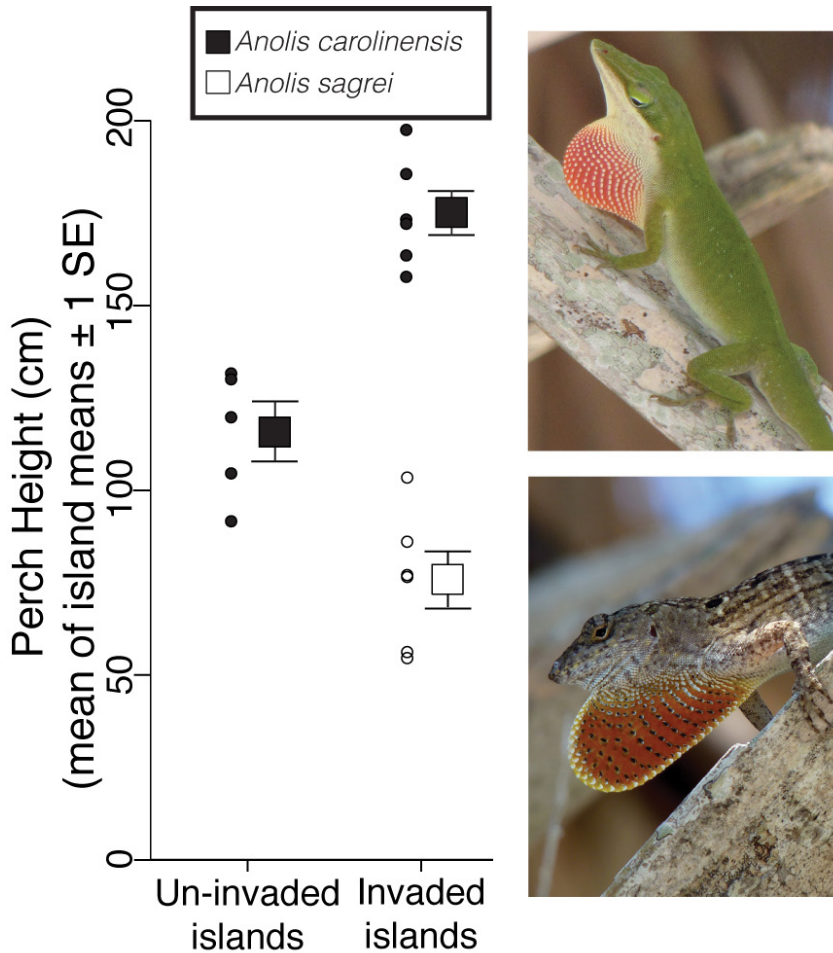 Anolis carolinensis
Anolis sagrei
Perch Height (cm)
(mean of island means ± 1 SE)
200
150
100
50
0
Un-invaded
islands
Invaded
islands